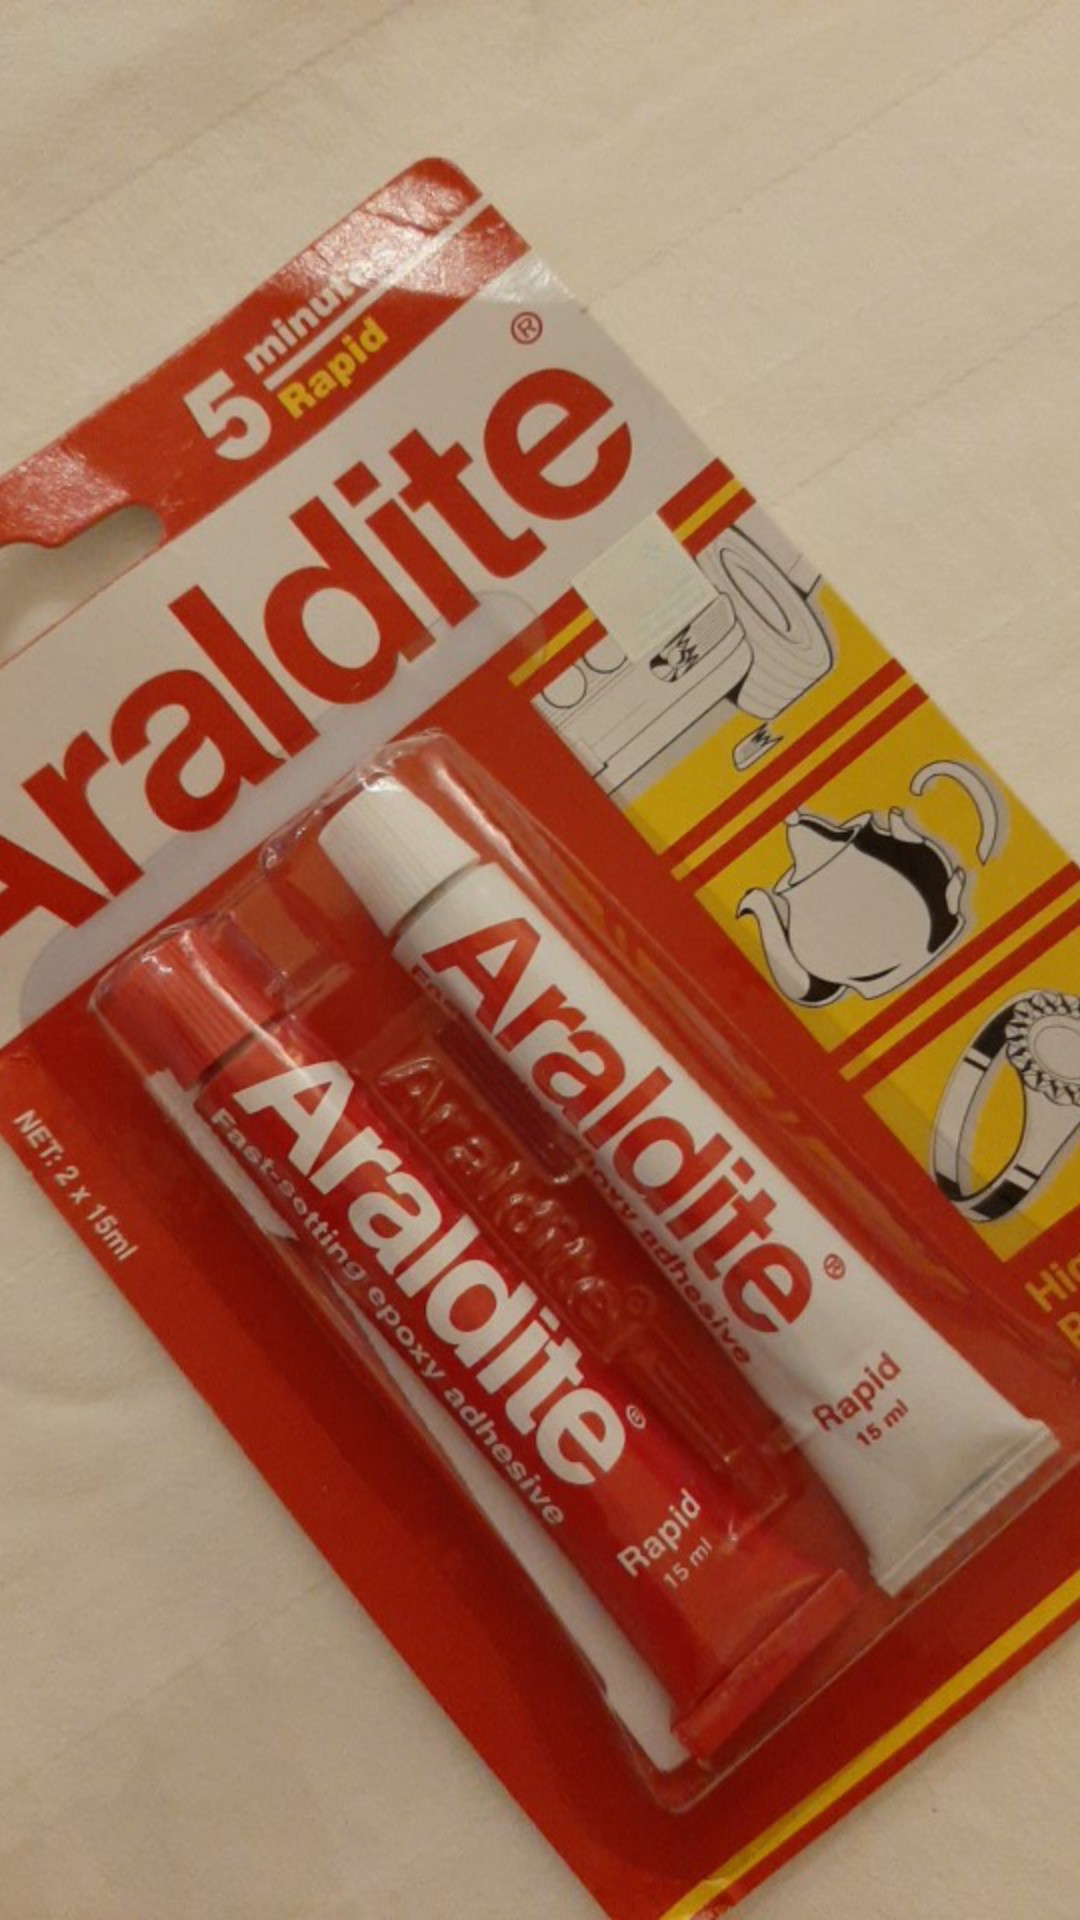 5 minute
Rapid
Araldite®
NET: 2 x 15ml
Araldite®
Fast-setting epoxy adhesive
Rapid
15 ml
Araldite
Araldite®
epoxy adhesive
Rapid
15 ml